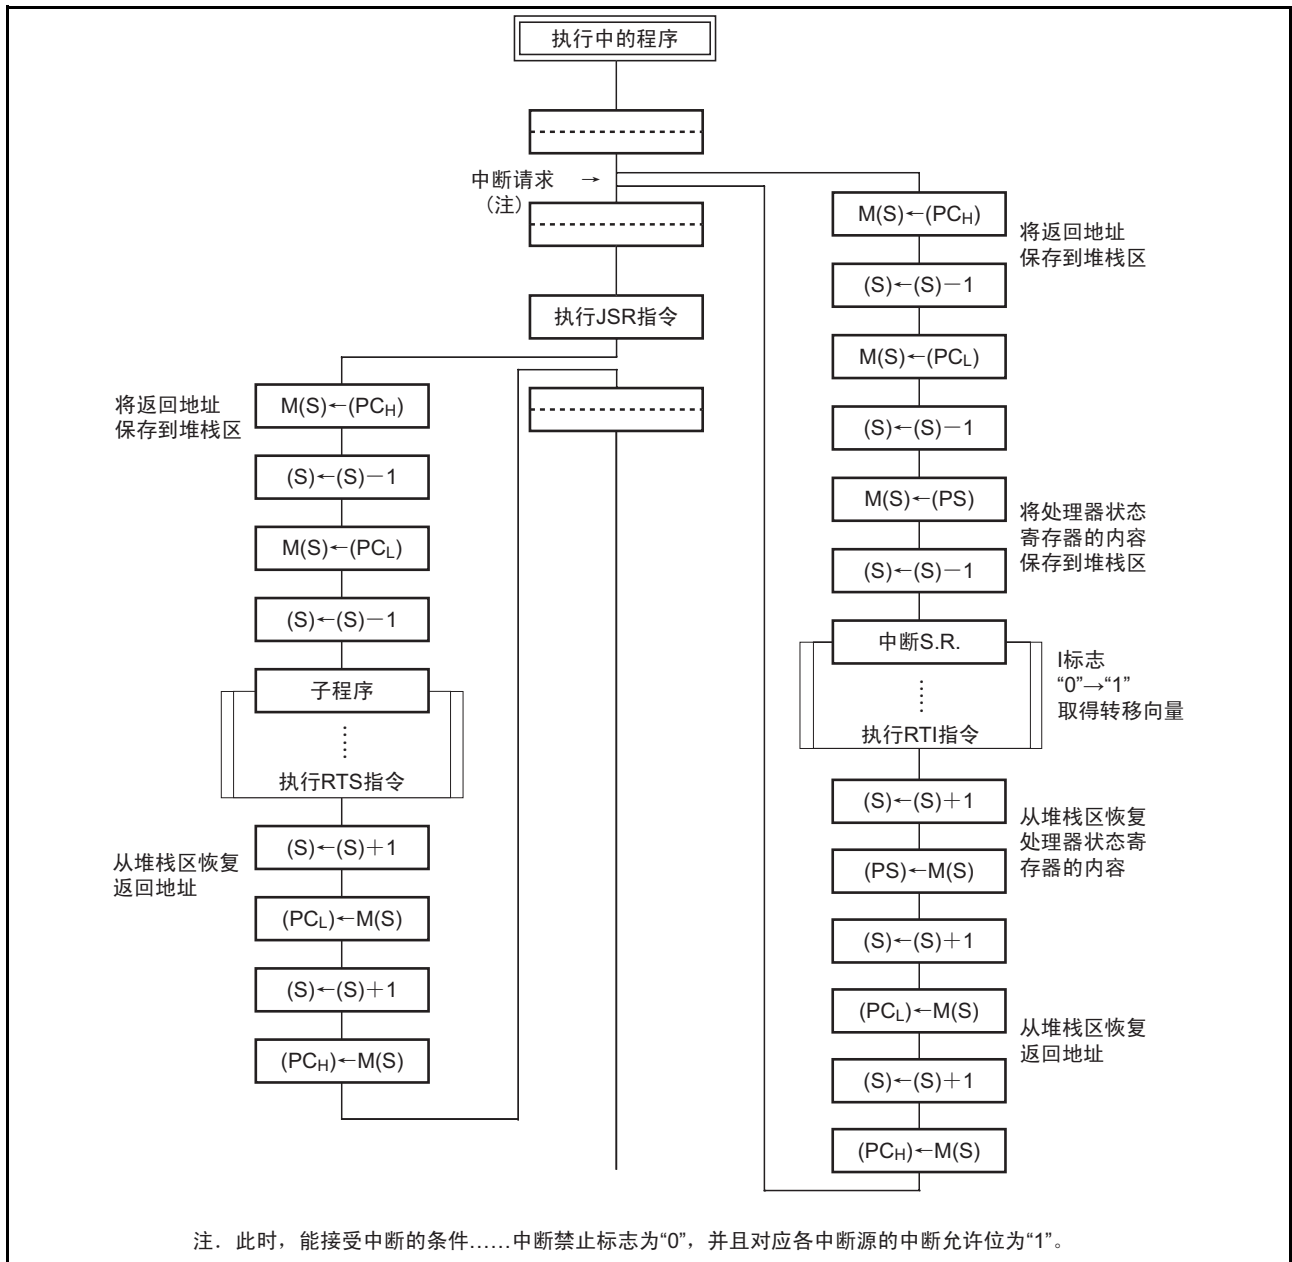 执行中的程序
中断请求 →
（注）
执行JSR指令
将返回地址
保存到堆栈区
M(S)←(PCH)
(S)←(S)－1
M(S)←(PCL)
(S)←(S)－1
子程序
执行RTS指令
从堆栈区恢复
返回地址
(S)←(S)＋1
(PCL)←M(S)
(S)←(S)＋1
(PCH)←M(S)
M(S)←(PCH)
将返回地址
保存到堆栈区
(S)←(S)－1
M(S)←(PCL)
(S)←(S)－1
M(S)←(PS)
将处理器状态
寄存器的内容
保存到堆栈区
(S)←(S)－1
中断S.R.
I标志
“0”→“1”
取得转移向量
执行RTI指令
(S)←(S)＋1
从堆栈区恢复
处理器状态寄
存器的内容
(PS)←M(S)
(S)←(S)＋1
(PCL)←M(S)
从堆栈区恢复
返回地址
(S)←(S)＋1
(PCH)←M(S)
注．此时，能接受中断的条件……中断禁止标志为“0”，并且对应各中断源的中断允许位为“1”。